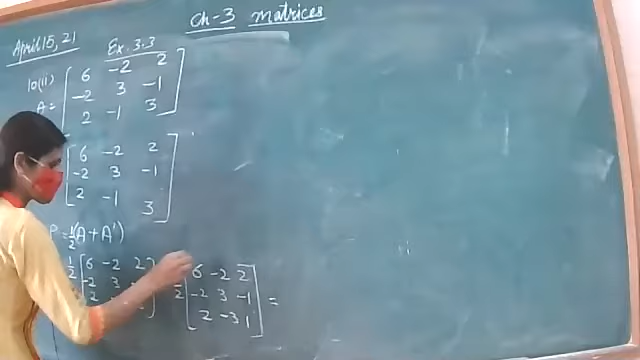 Ch-3 Matrices
April 15, 21
Ex. 3.3
10(ii)
6 -2 2
A = -2 3 -1
2 -1 3
6 -2 2
-2 3 -1
2 -1 3
P = 1/2 (A + A')
1/2 [ 6 -2 2 6 -2 2
-2 3 2 -2 3 -1 =
2 2 -3 1